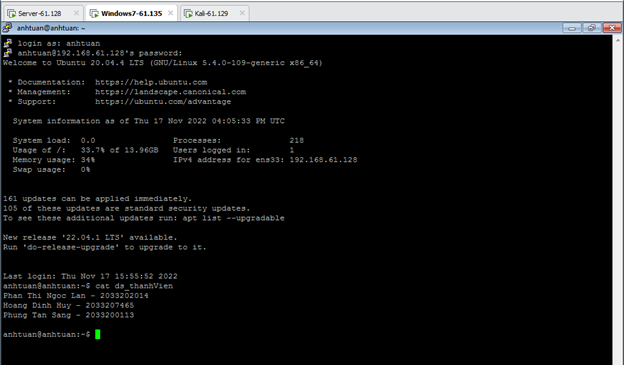 Server-61.128 Windows7-61.135 Kali-61.129
anhtuan@anhtuan: ~
login as: anhtuan
anhtuan@192.168.61.128's password:
Welcome to Ubuntu 20.04.4 LTS (GNU/Linux 5.4.0-109-generic x86_64)
* Documentation: https://help.ubuntu.com
* Management: https://landscape.canonical.com
* Support: https://ubuntu.com/advantage
System information as of Thu 17 Nov 2022 04:05:33 PM UTC
System load: 0.0 Processes: 218
Usage of /: 33.7% of 13.96GB Users logged in: 1
Memory usage: 34% IPv4 address for ens33: 192.168.61.128
Swap usage: 0%
161 updates can be applied immediately.
105 of these updates are standard security updates.
To see these additional updates run: apt list --upgradable
New release '22.04.1 LTS' available.
Run 'do-release-upgrade' to upgrade to it.
Last login: Thu Nov 17 15:55:52 2022
anhtuan@anhtuan:~$ cat ds_thanhVien
Phan Thi Ngoc Lan - 2033202014
Hoang Dinh Huy - 2033207465
Phung Tan Sang - 2033200113
anhtuan@anhtuan:~$